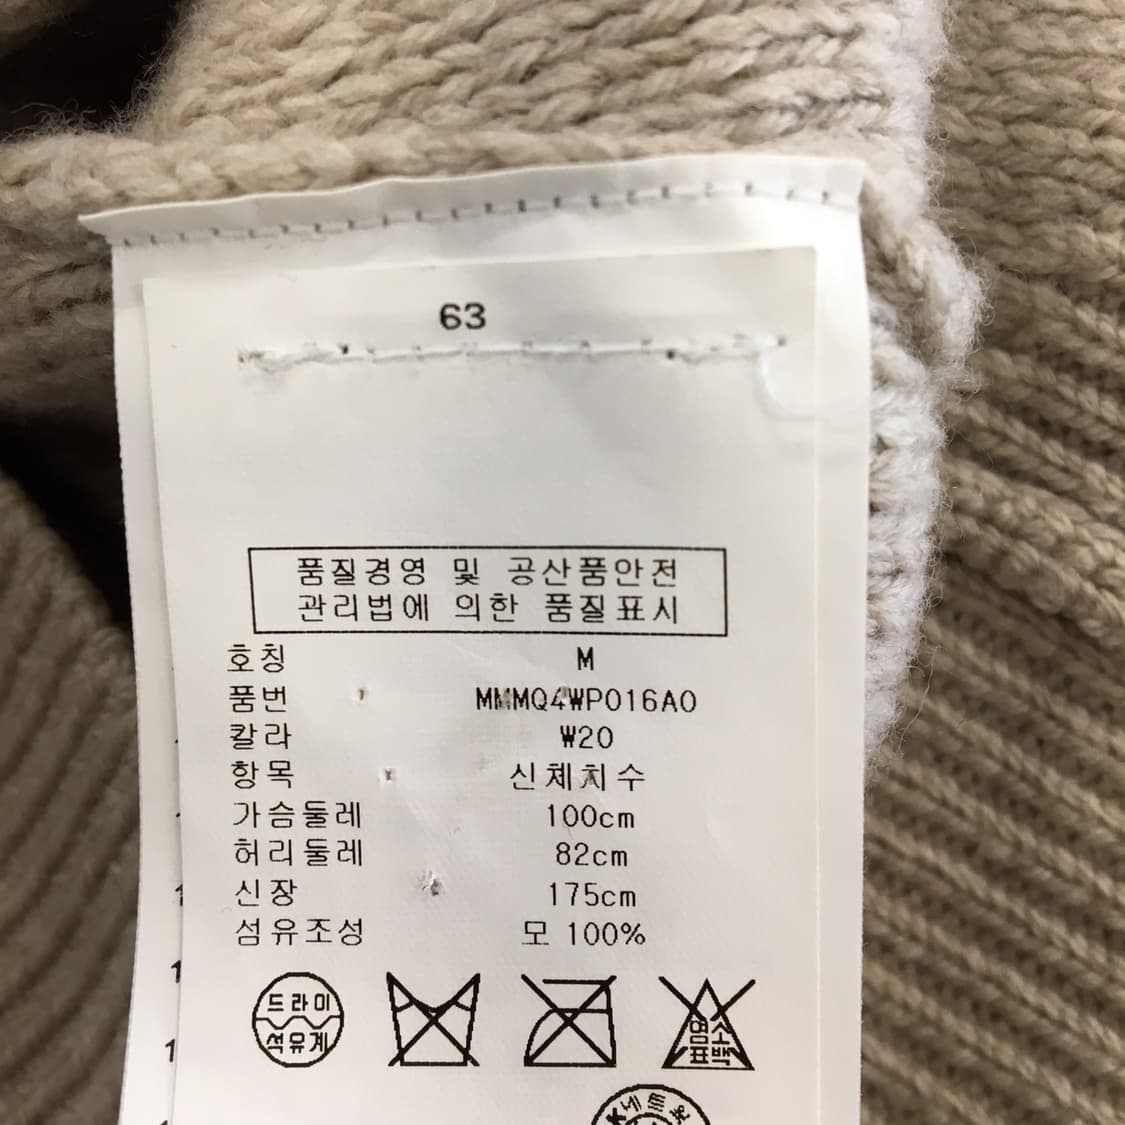 63
품질경영 및 공산품안전
관리법에 의한 품질표시
호칭 M
품번 MMMQ4WP016A0
칼라 W20
항목 신체치수
가슴둘레 100cm
허리둘레 82cm
신장 175cm
섬유조성 모 100%
드라이
석유계
염소
표백